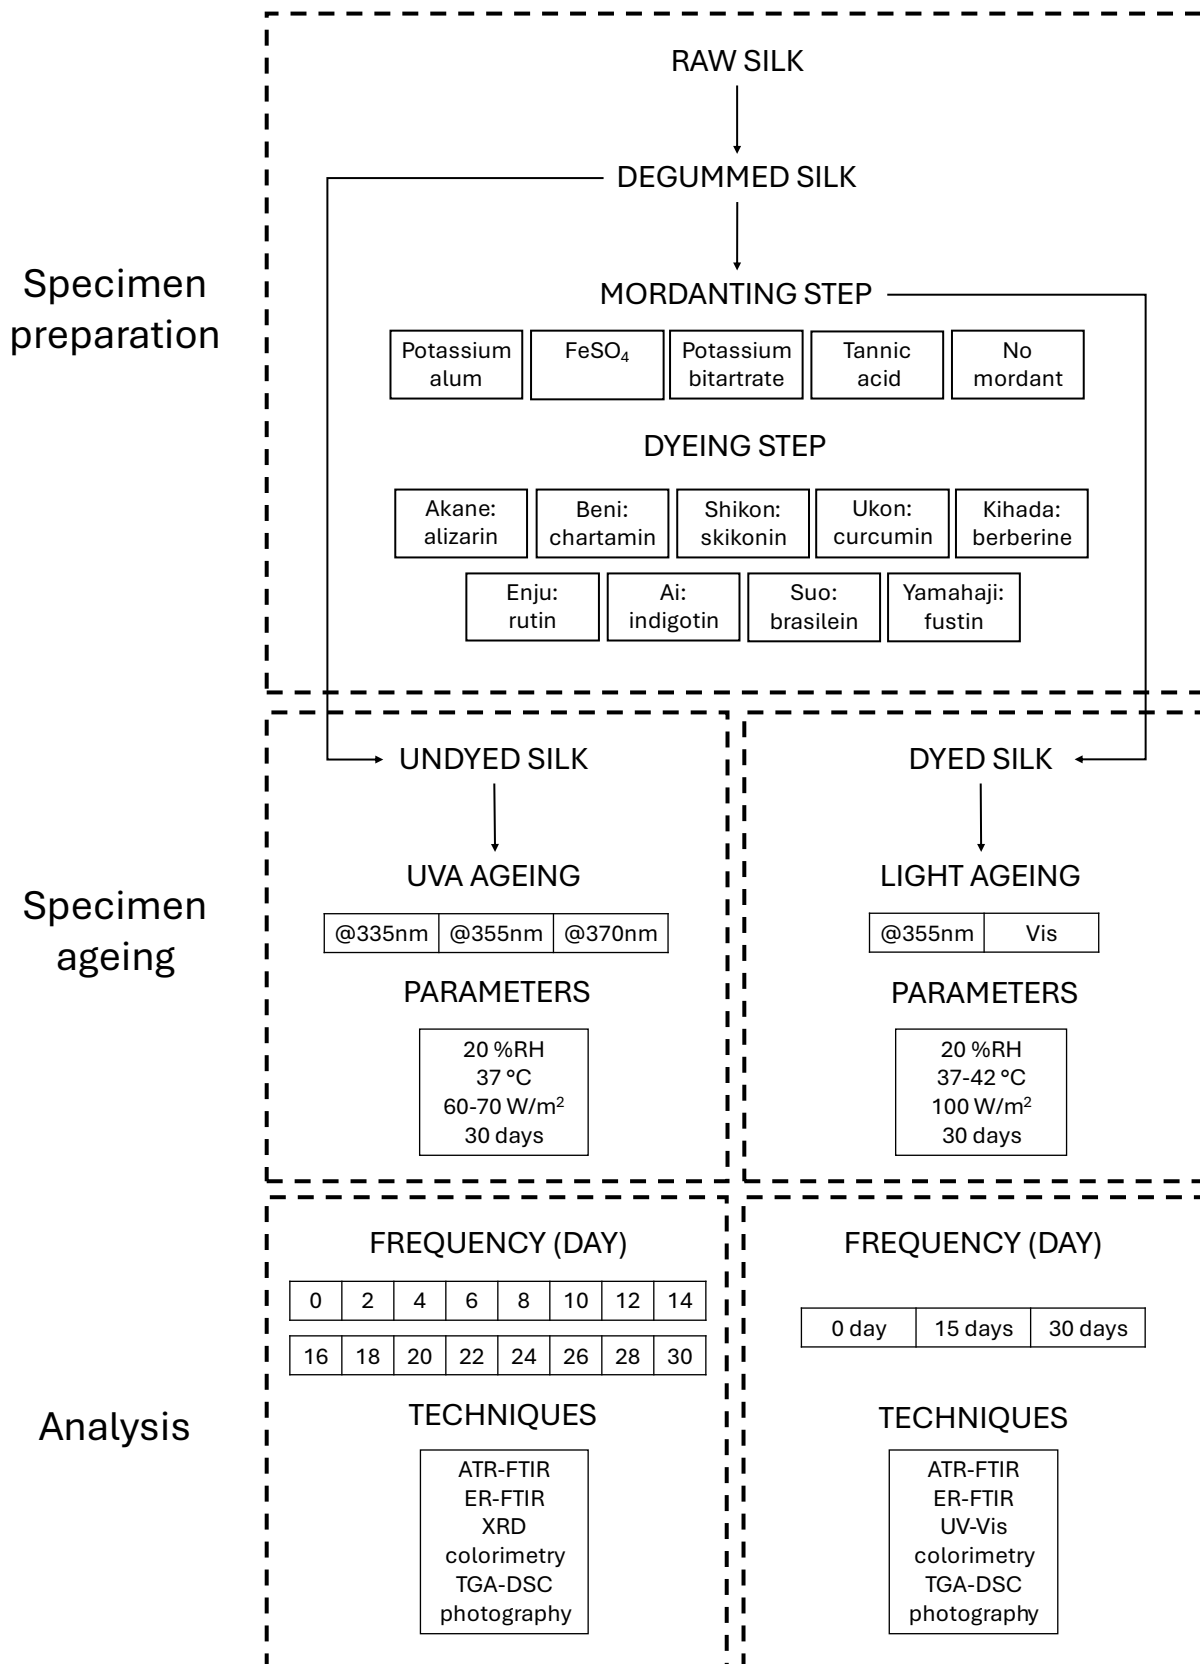 RAW SILK
DEGUMMED SILK
Specimen
preparation
MORDANTING STEP
Potassium
alum
FeSO₄
Potassium
bitartrate
Tannic
acid
No
mordant
DYEING STEP
Akane:
alizarin
Beni:
chartamin
Shikon:
skikonin
Ukon:
curcumin
Kihada:
berberine
Enju:
rutin
Ai:
indigotin
Suo:
brasilein
Yamahaji:
fustin
Specimen
ageing
UNDYED SILK
UVA AGEING
@335nm @355nm @370nm
PARAMETERS
20 %RH
37 °C
60-70 W/m²
30 days
DYED SILK
LIGHT AGEING
@355nm Vis
PARAMETERS
20 %RH
37-42 °C
100 W/m²
30 days
Analysis
FREQUENCY (DAY)
0 2 4 6 8 10 12 14
16 18 20 22 24 26 28 30
TECHNIQUES
ATR-FTIR
ER-FTIR
XRD
colorimetry
TGA-DSC
photography
FREQUENCY (DAY)
0 day 15 days 30 days
TECHNIQUES
ATR-FTIR
ER-FTIR
UV-Vis
colorimetry
TGA-DSC
photography